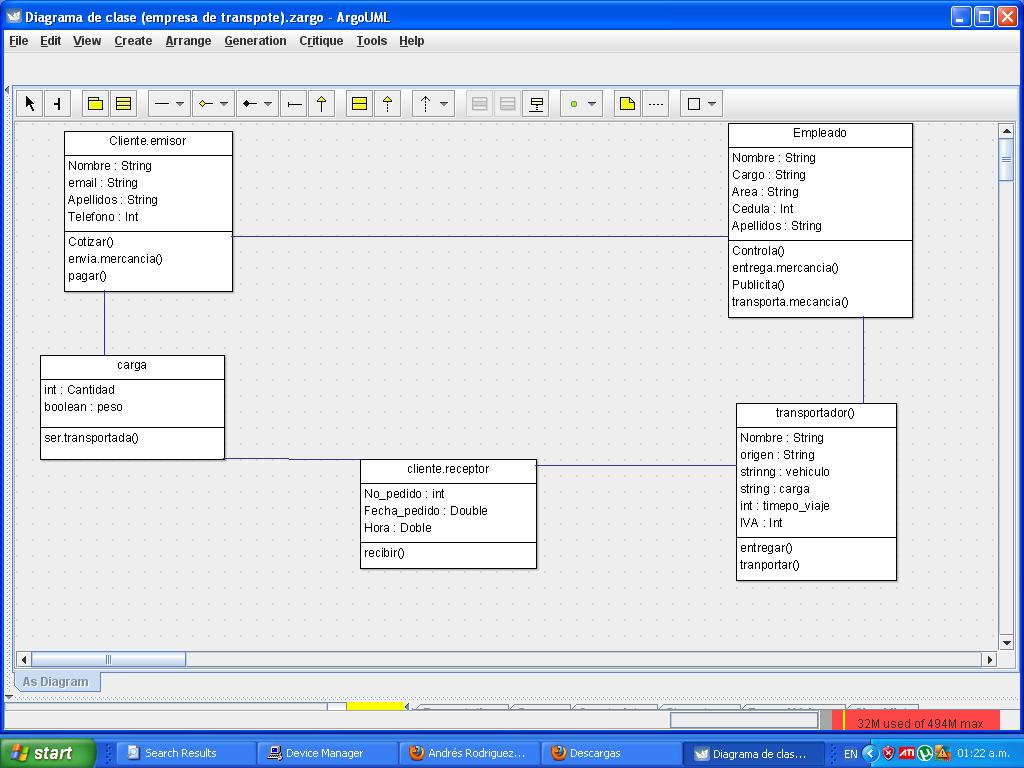 Diagrama de clase (empresa de transpote).zargo - ArgoUML
File Edit View Create Arrange Generation Critique Tools Help
Cliente.emisor
Nombre : String
email : String
Apellidos : String
Telefono : Int
Cotizar()
envia.mercancia()
pagar()
Empleado
Nombre : String
Cargo : String
Area : String
Cedula : Int
Apellidos : String
Controla()
entrega.mercancia()
Publicita()
transporta.mecancia()
carga
int : Cantidad
boolean : peso
ser.transportada()
cliente.receptor
No_pedido : int
Fecha_pedido : Double
Hora : Doble
recibir()
transportador()
Nombre : String
origen : String
strinng : vehiculo
string : carga
int : timepo_viaje
IVA : Int
entregar()
tranportar()
As Diagram
32M used of 494M max
start
Search Results
Device Manager
Andrés Rodriguez...
Descargas
Diagrama de clas...
EN
ATI
01:22 a.m.